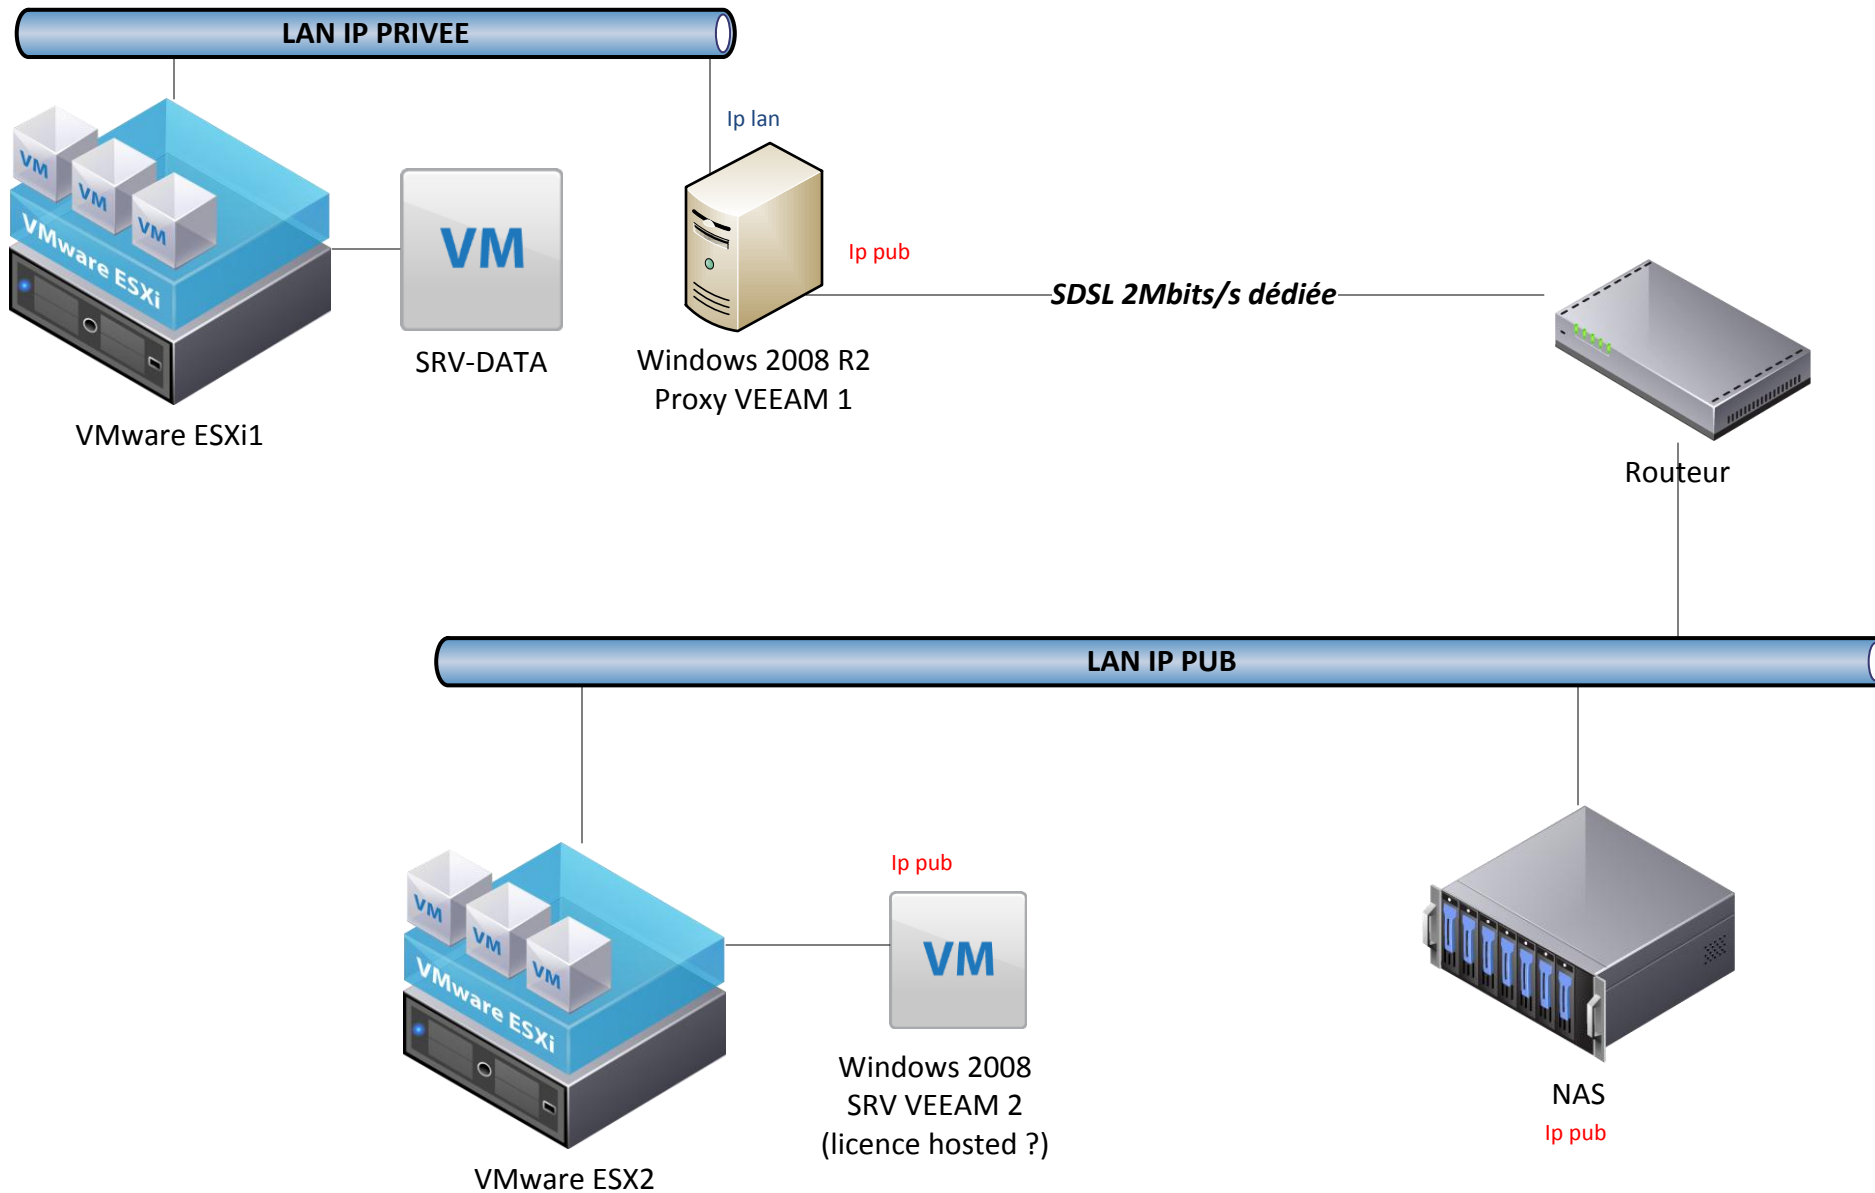 LAN IP PRIVEE
Ip lan
VM
VM
VM
VMware ESXi
VM
Ip pub
SDSL 2Mbits/s dédiée
SRV-DATA
Windows 2008 R2
Proxy VEEAM 1
VMware ESXi1
Routeur
LAN IP PUB
Ip pub
VM
VM
VM
VMware ESXi
VM
Windows 2008
SRV VEEAM 2
(licence hosted ?)
NAS
Ip pub
VMware ESX2